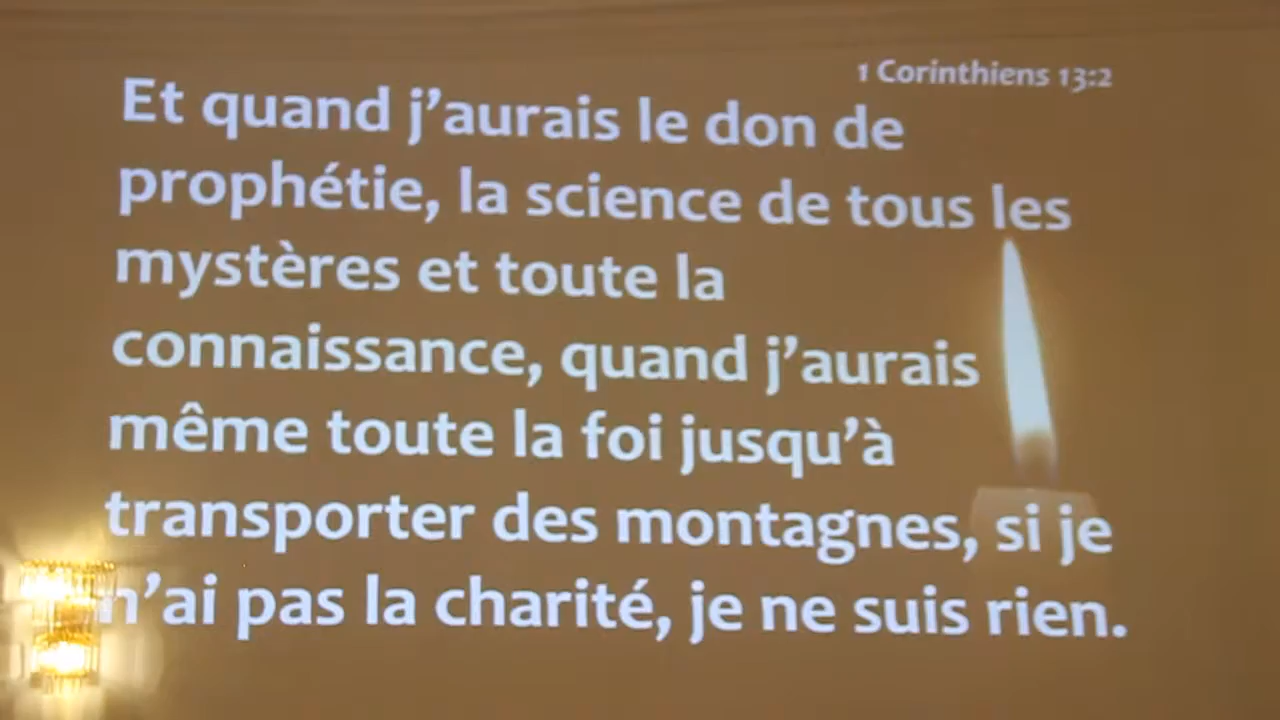 1 Corinthiens 13:2
Et quand j’aurais le don de
prophétie, la science de tous les
mystères et toute la
connaissance, quand j’aurais
même toute la foi jusqu’à
transporter des montagnes, si je
n’ai pas la charité, je ne suis rien.